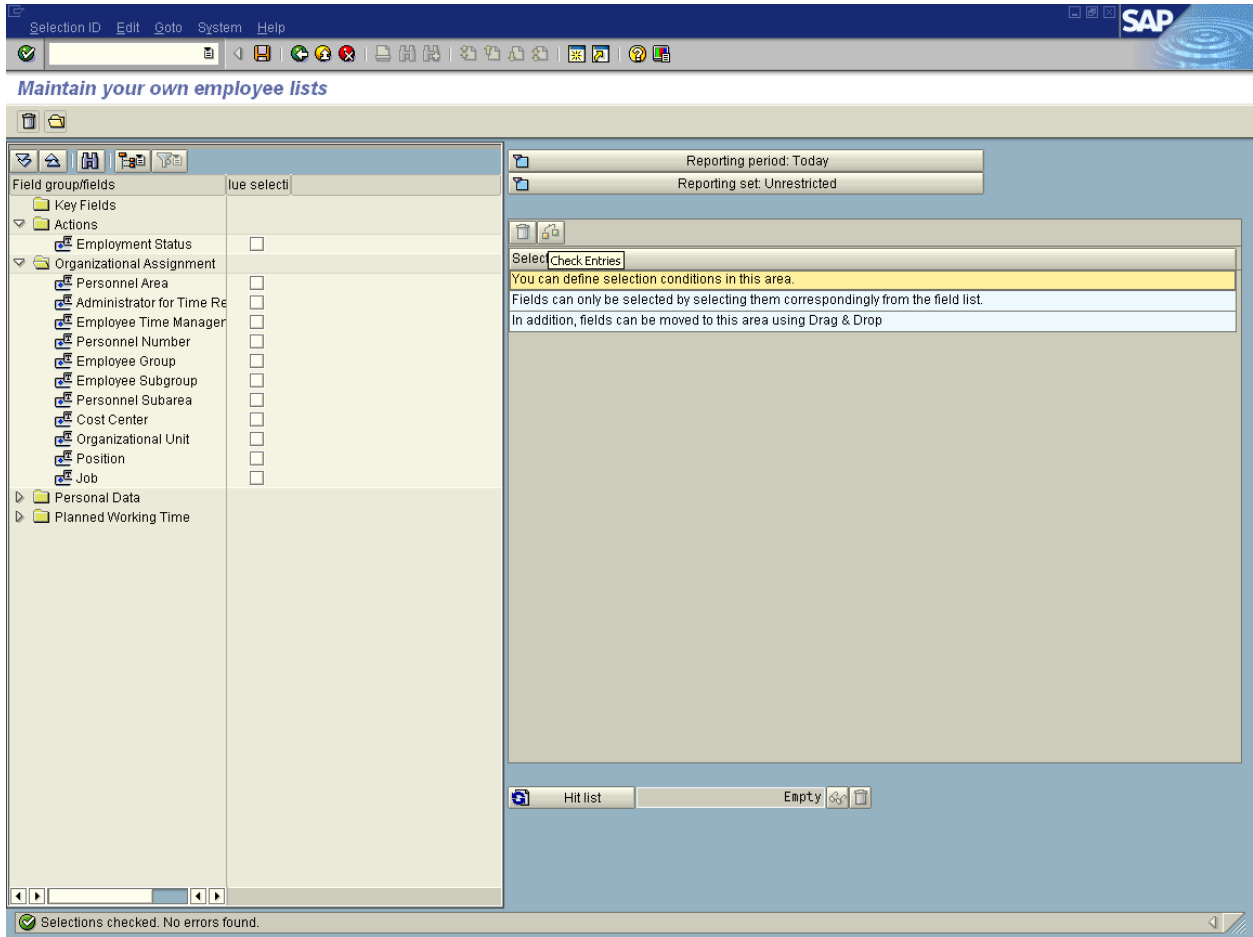 Selection ID Edit Goto System Help
SAP
Maintain your own employee lists
Field group/fields lue selecti
Key Fields
Actions
Employment Status
Organizational Assignment
Personnel Area
Administrator for Time Re
Employee Time Manager
Personnel Number
Employee Group
Employee Subgroup
Personnel Subarea
Cost Center
Organizational Unit
Position
Job
Personal Data
Planned Working Time
Reporting period: Today
Reporting set: Unrestricted
Select
Check Entries
You can define selection conditions in this area.
Fields can only be selected by selecting them correspondingly from the field list.
In addition, fields can be moved to this area using Drag & Drop
Hit list Empty
Selections checked. No errors found.